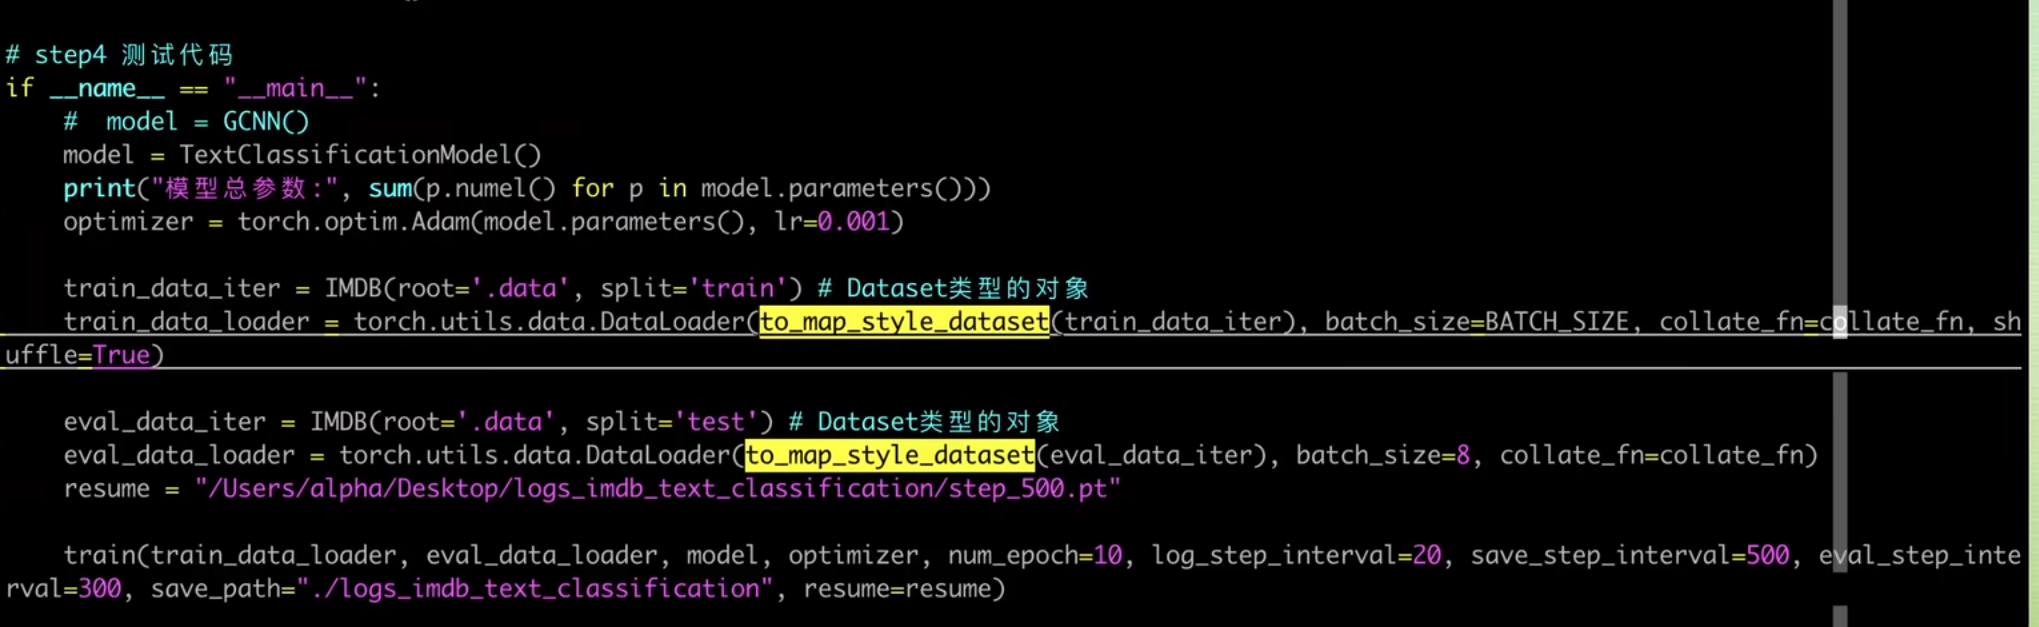 # step4 测试代码
if __name__ == "__main__":
    #  model = GCNN()
    model = TextClassificationModel()
    print("模型总参数:", sum(p.numel() for p in model.parameters()))
    optimizer = torch.optim.Adam(model.parameters(), lr=0.001)
    train_data_iter = IMDB(root='.data', split='train') # Dataset类型的对象
    train_data_loader = torch.utils.data.DataLoader(to_map_style_dataset(train_data_iter), batch_size=BATCH_SIZE, collate_fn=collate_fn, sh
uffle=True)
    eval_data_iter = IMDB(root='.data', split='test') # Dataset类型的对象
    eval_data_loader = torch.utils.data.DataLoader(to_map_style_dataset(eval_data_iter), batch_size=8, collate_fn=collate_fn)
    resume = "/Users/alpha/Desktop/logs_imdb_text_classification/step_500.pt"
    train(train_data_loader, eval_data_loader, model, optimizer, num_epoch=10, log_step_interval=20, save_step_interval=500, eval_step_inte
rval=300, save_path="./logs_imdb_text_classification", resume=resume)